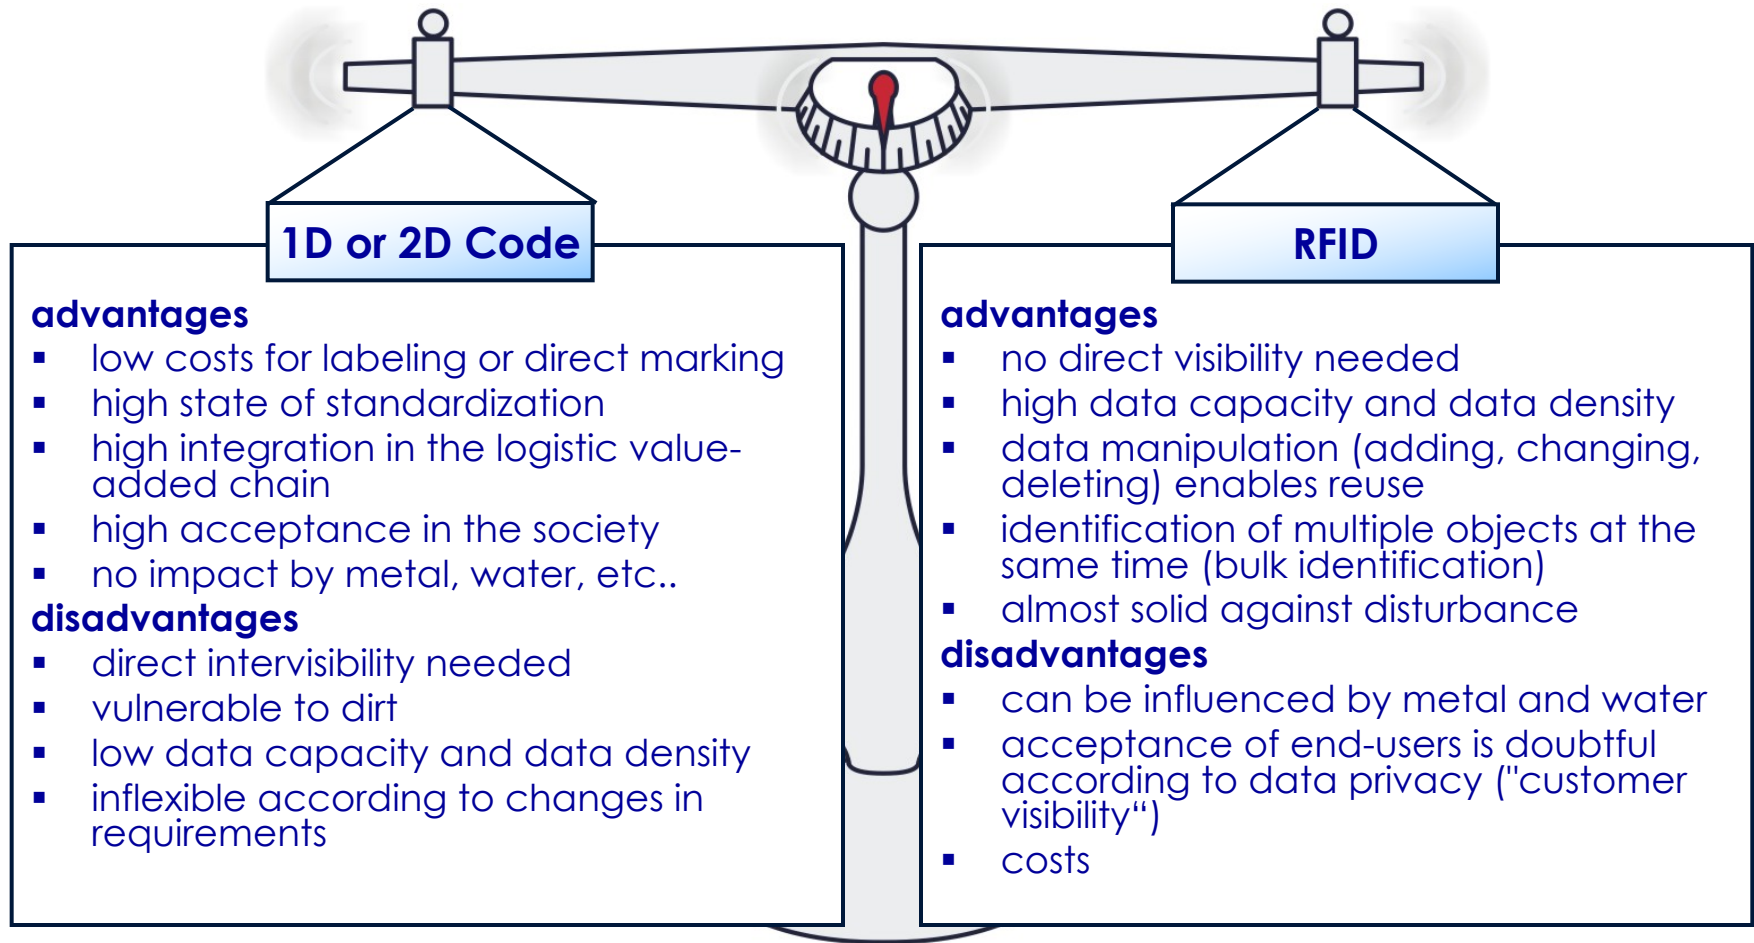 1D or 2D Code
advantages
▪ low costs for labeling or direct marking
▪ high state of standardization
▪ high integration in the logistic value-
added chain
▪ high acceptance in the society
▪ no impact by metal, water, etc..
disadvantages
▪ direct intervisibility needed
▪ vulnerable to dirt
▪ low data capacity and data density
▪ inflexible according to changes in
requirements
RFID
advantages
▪ no direct visibility needed
▪ high data capacity and data density
▪ data manipulation (adding, changing,
deleting) enables reuse
▪ identification of multiple objects at the
same time (bulk identification)
▪ almost solid against disturbance
disadvantages
▪ can be influenced by metal and water
▪ acceptance of end-users is doubtful
according to data privacy ("customer
visibility“)
▪ costs